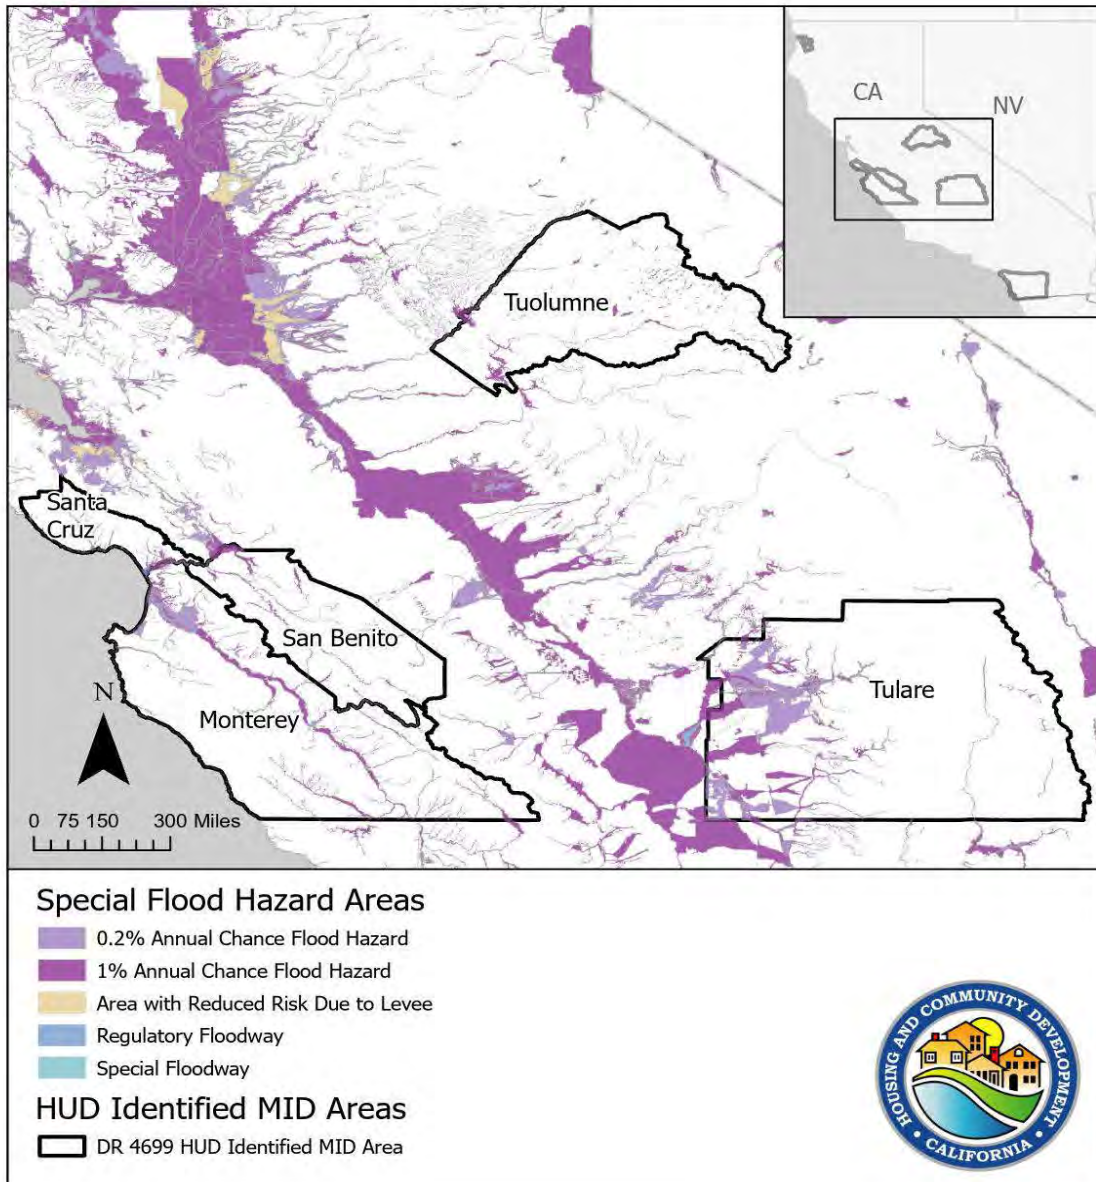 CA
NV
Tuolumne
Santa
Cruz
San Benito
Monterey
Tulare
N
0 75 150 300 Miles
Special Flood Hazard Areas
0.2% Annual Chance Flood Hazard
1% Annual Chance Flood Hazard
Area with Reduced Risk Due to Levee
Regulatory Floodway
Special Floodway
HUD Identified MID Areas
DR 4699 HUD Identified MID Area
HOUSING AND COMMUNITY DEVELOPMENT
• CALIFORNIA •